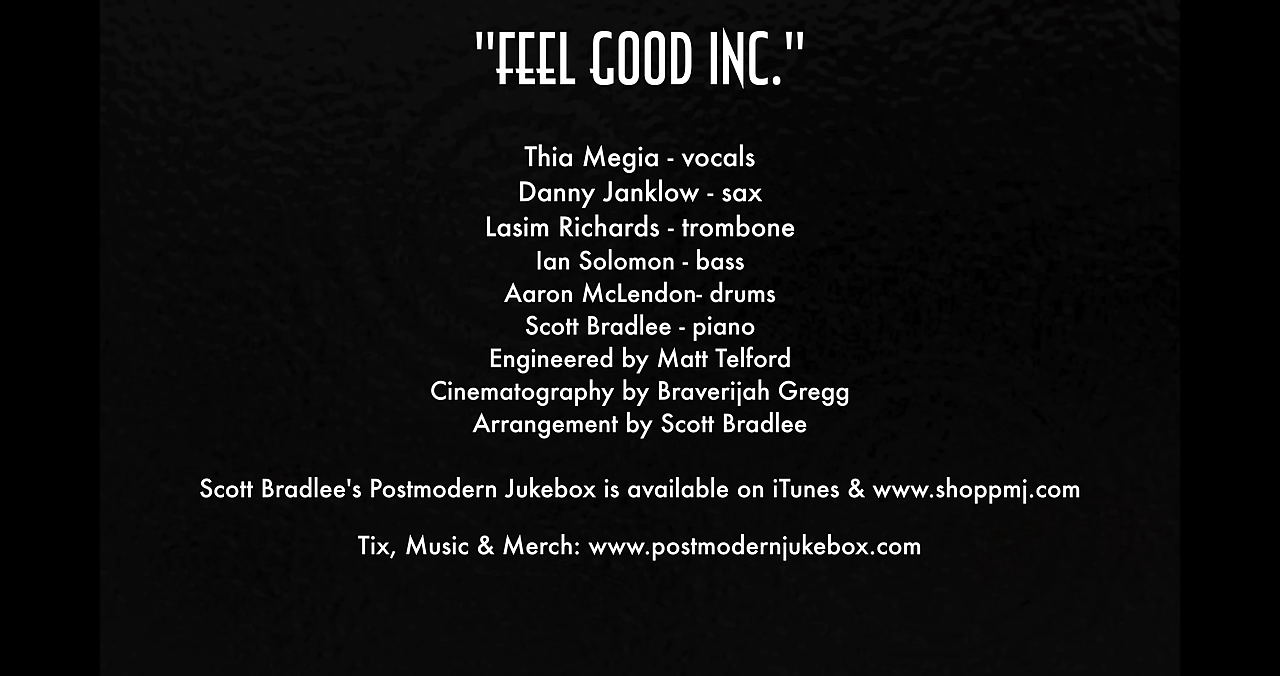 "FEEL GOOD INC."
Thia Megia - vocals
Danny Janklow - sax
Lasim Richards - trombone
Ian Solomon - bass
Aaron McLendon- drums
Scott Bradlee - piano
Engineered by Matt Telford
Cinematography by Braverijah Gregg
Arrangement by Scott Bradlee
Scott Bradlee's Postmodern Jukebox is available on iTunes & www.shoppmj.com
Tix, Music & Merch: www.postmodernjukebox.com